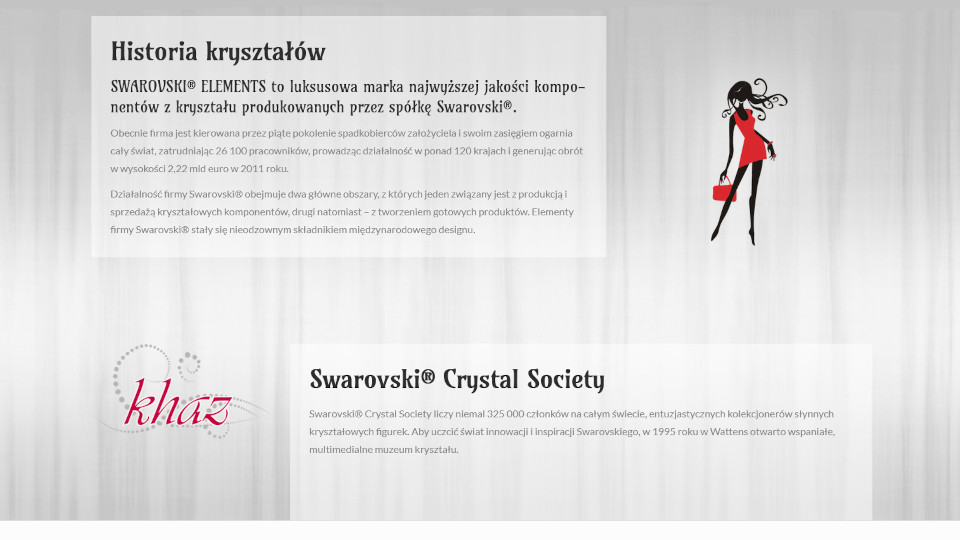 Historia kryształów
SWAROVSKI® ELEMENTS to luksusowa marka najwyższej jakości kompo-
nentów z kryształu produkowanych przez spółkę Swarovski®.
Obecnie firma jest kierowana przez piąte pokolenie spadkobierców założyciela i swoim zasięgiem ogarnia
cały świat, zatrudniając 26 100 pracowników, prowadząc działalność w ponad 120 krajach i generując obrót
w wysokości 2,22 mld euro w 2011 roku.
Działalność firmy Swarovski® obejmuje dwa główne obszary, z których jeden związany jest z produkcją i
sprzedażą kryształowych komponentów, drugi natomiast – z tworzeniem gotowych produktów. Elementy
firmy Swarovski® stały się nieodzownym składnikiem międzynarodowego designu.
khaz
Swarovski® Crystal Society
Swarovski® Crystal Society liczy niemal 325 000 członków na całym świecie, entuzjastycznych kolekcjonerów słynnych
kryształowych figurek. Aby uczcić świat innowacji i inspiracji Swarovskiego, w 1995 roku w Wattens otwarto wspaniałe,
multimedialne muzeum kryształu.